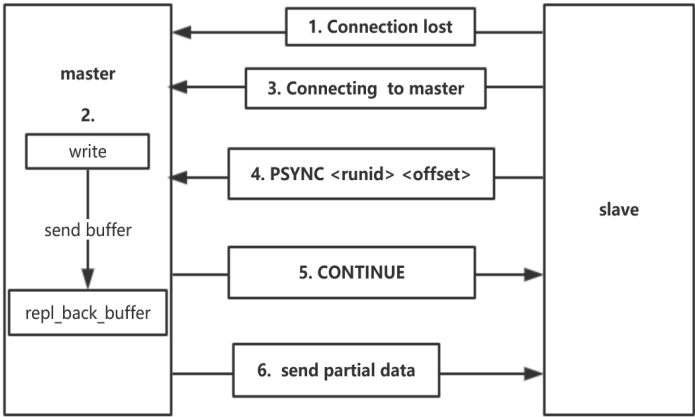 1. Connection lost
master
3. Connecting to master
2.
write
4. PSYNC <runid> <offset>
slave
send buffer
5. CONTINUE
repl_back_buffer
6. send partial data